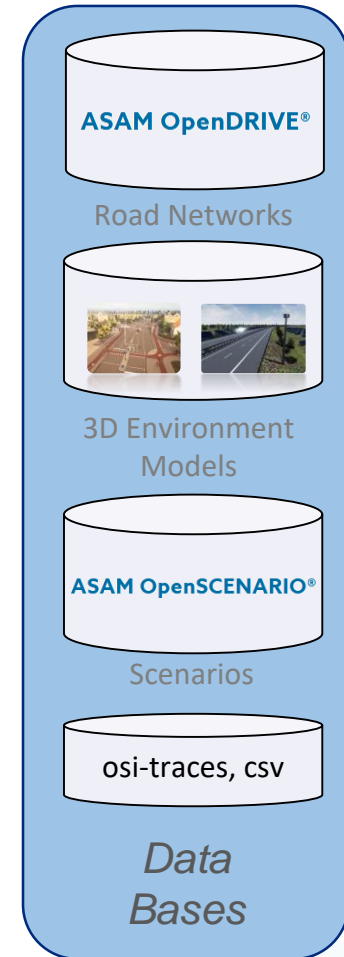 ASAM OpenDRIVE®
Road Networks
3D Environment
Models
ASAM OpenSCENARIO®
Scenarios
osi-traces, csv
Data
Bases